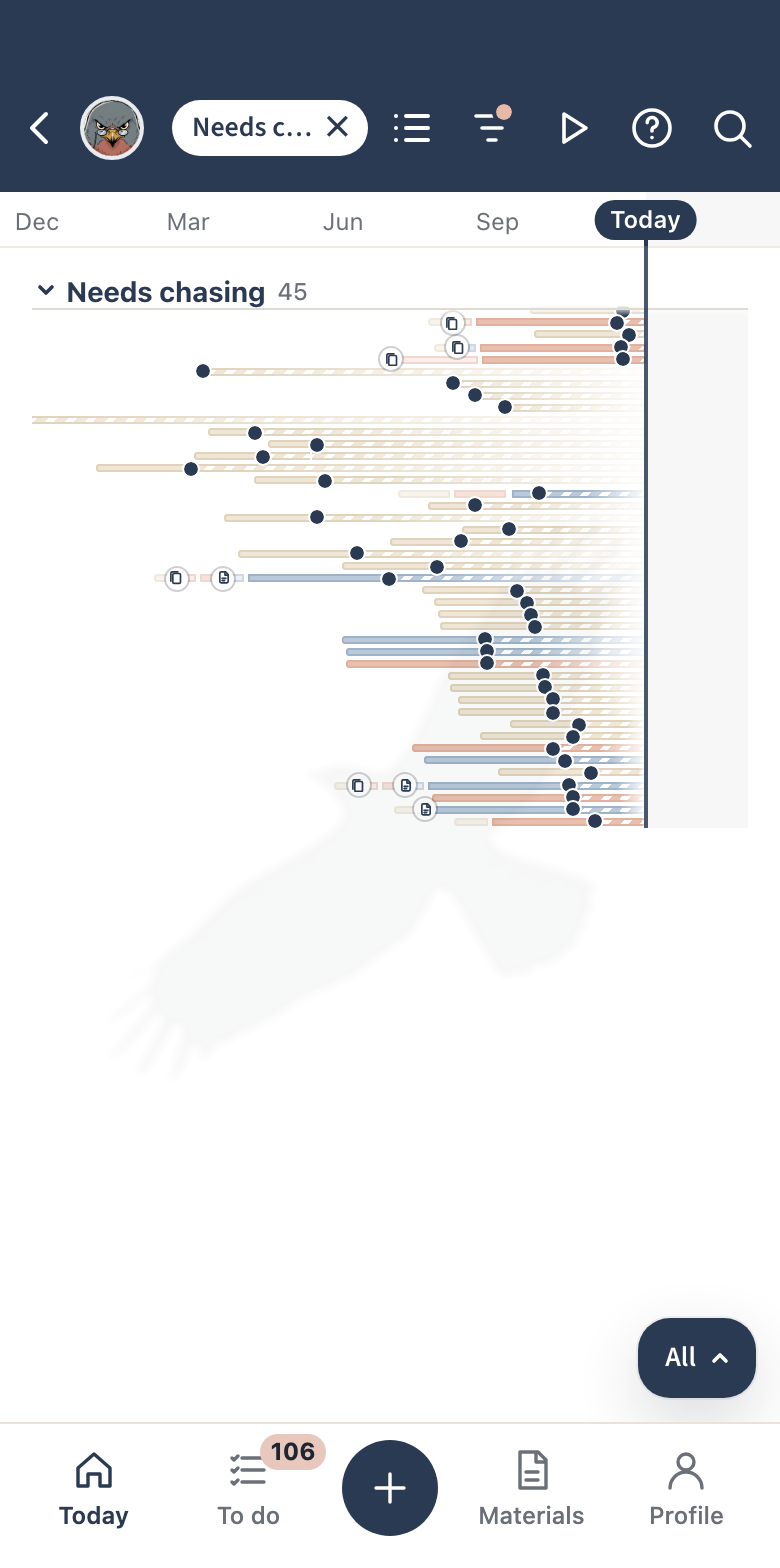 Needs c...
Dec Mar Jun Sep Today
Needs chasing 45
All
106
Today To do Materials Profile